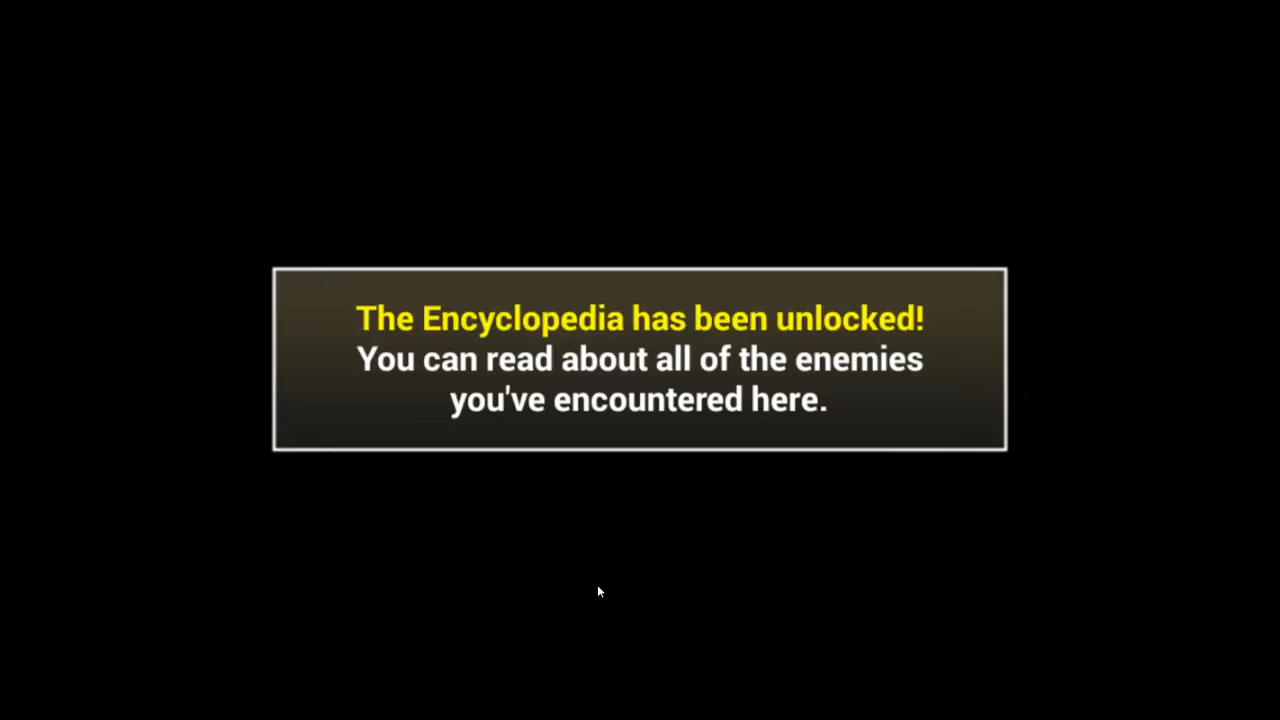 The Encyclopedia has been unlocked!
You can read about all of the enemies
you've encountered here.